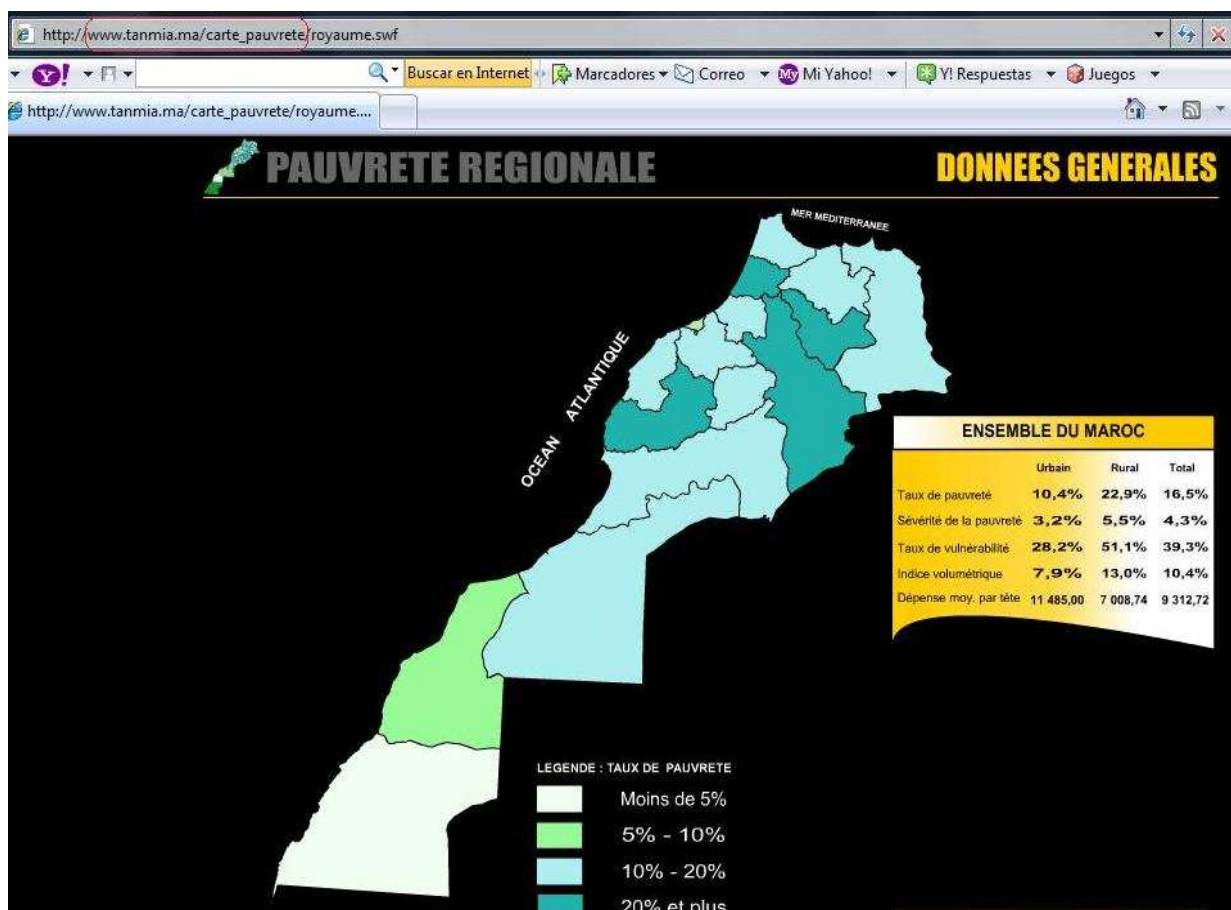 http://www.tanmia.ma/carte_pauvrete/royaume.swf
Y! Buscar en Internet Marcadores Correo My Mi Yahoo! Y! Respuestas Juegos
http://www.tanmia.ma/carte_pauvrete/royaume....
PAUVRETE REGIONALE
DONNEES GENERALES
MER MEDITERRANEE
OCEAN ATLANTIQUE
ENSEMBLE DU MAROC
Urbain Rural Total
Taux de pauvreté 10,4% 22,9% 16,5%
Sévérité de la pauvreté 3,2% 5,5% 4,3%
Taux de vulnérabilité 28,2% 51,1% 39,3%
Indice volumétrique 7,9% 13,0% 10,4%
Dépense moy. par tête 11 485,00 7 008,74 9 312,72
LEGENDE : TAUX DE PAUVRETE
Moins de 5%
5% - 10%
10% - 20%
20% et plus